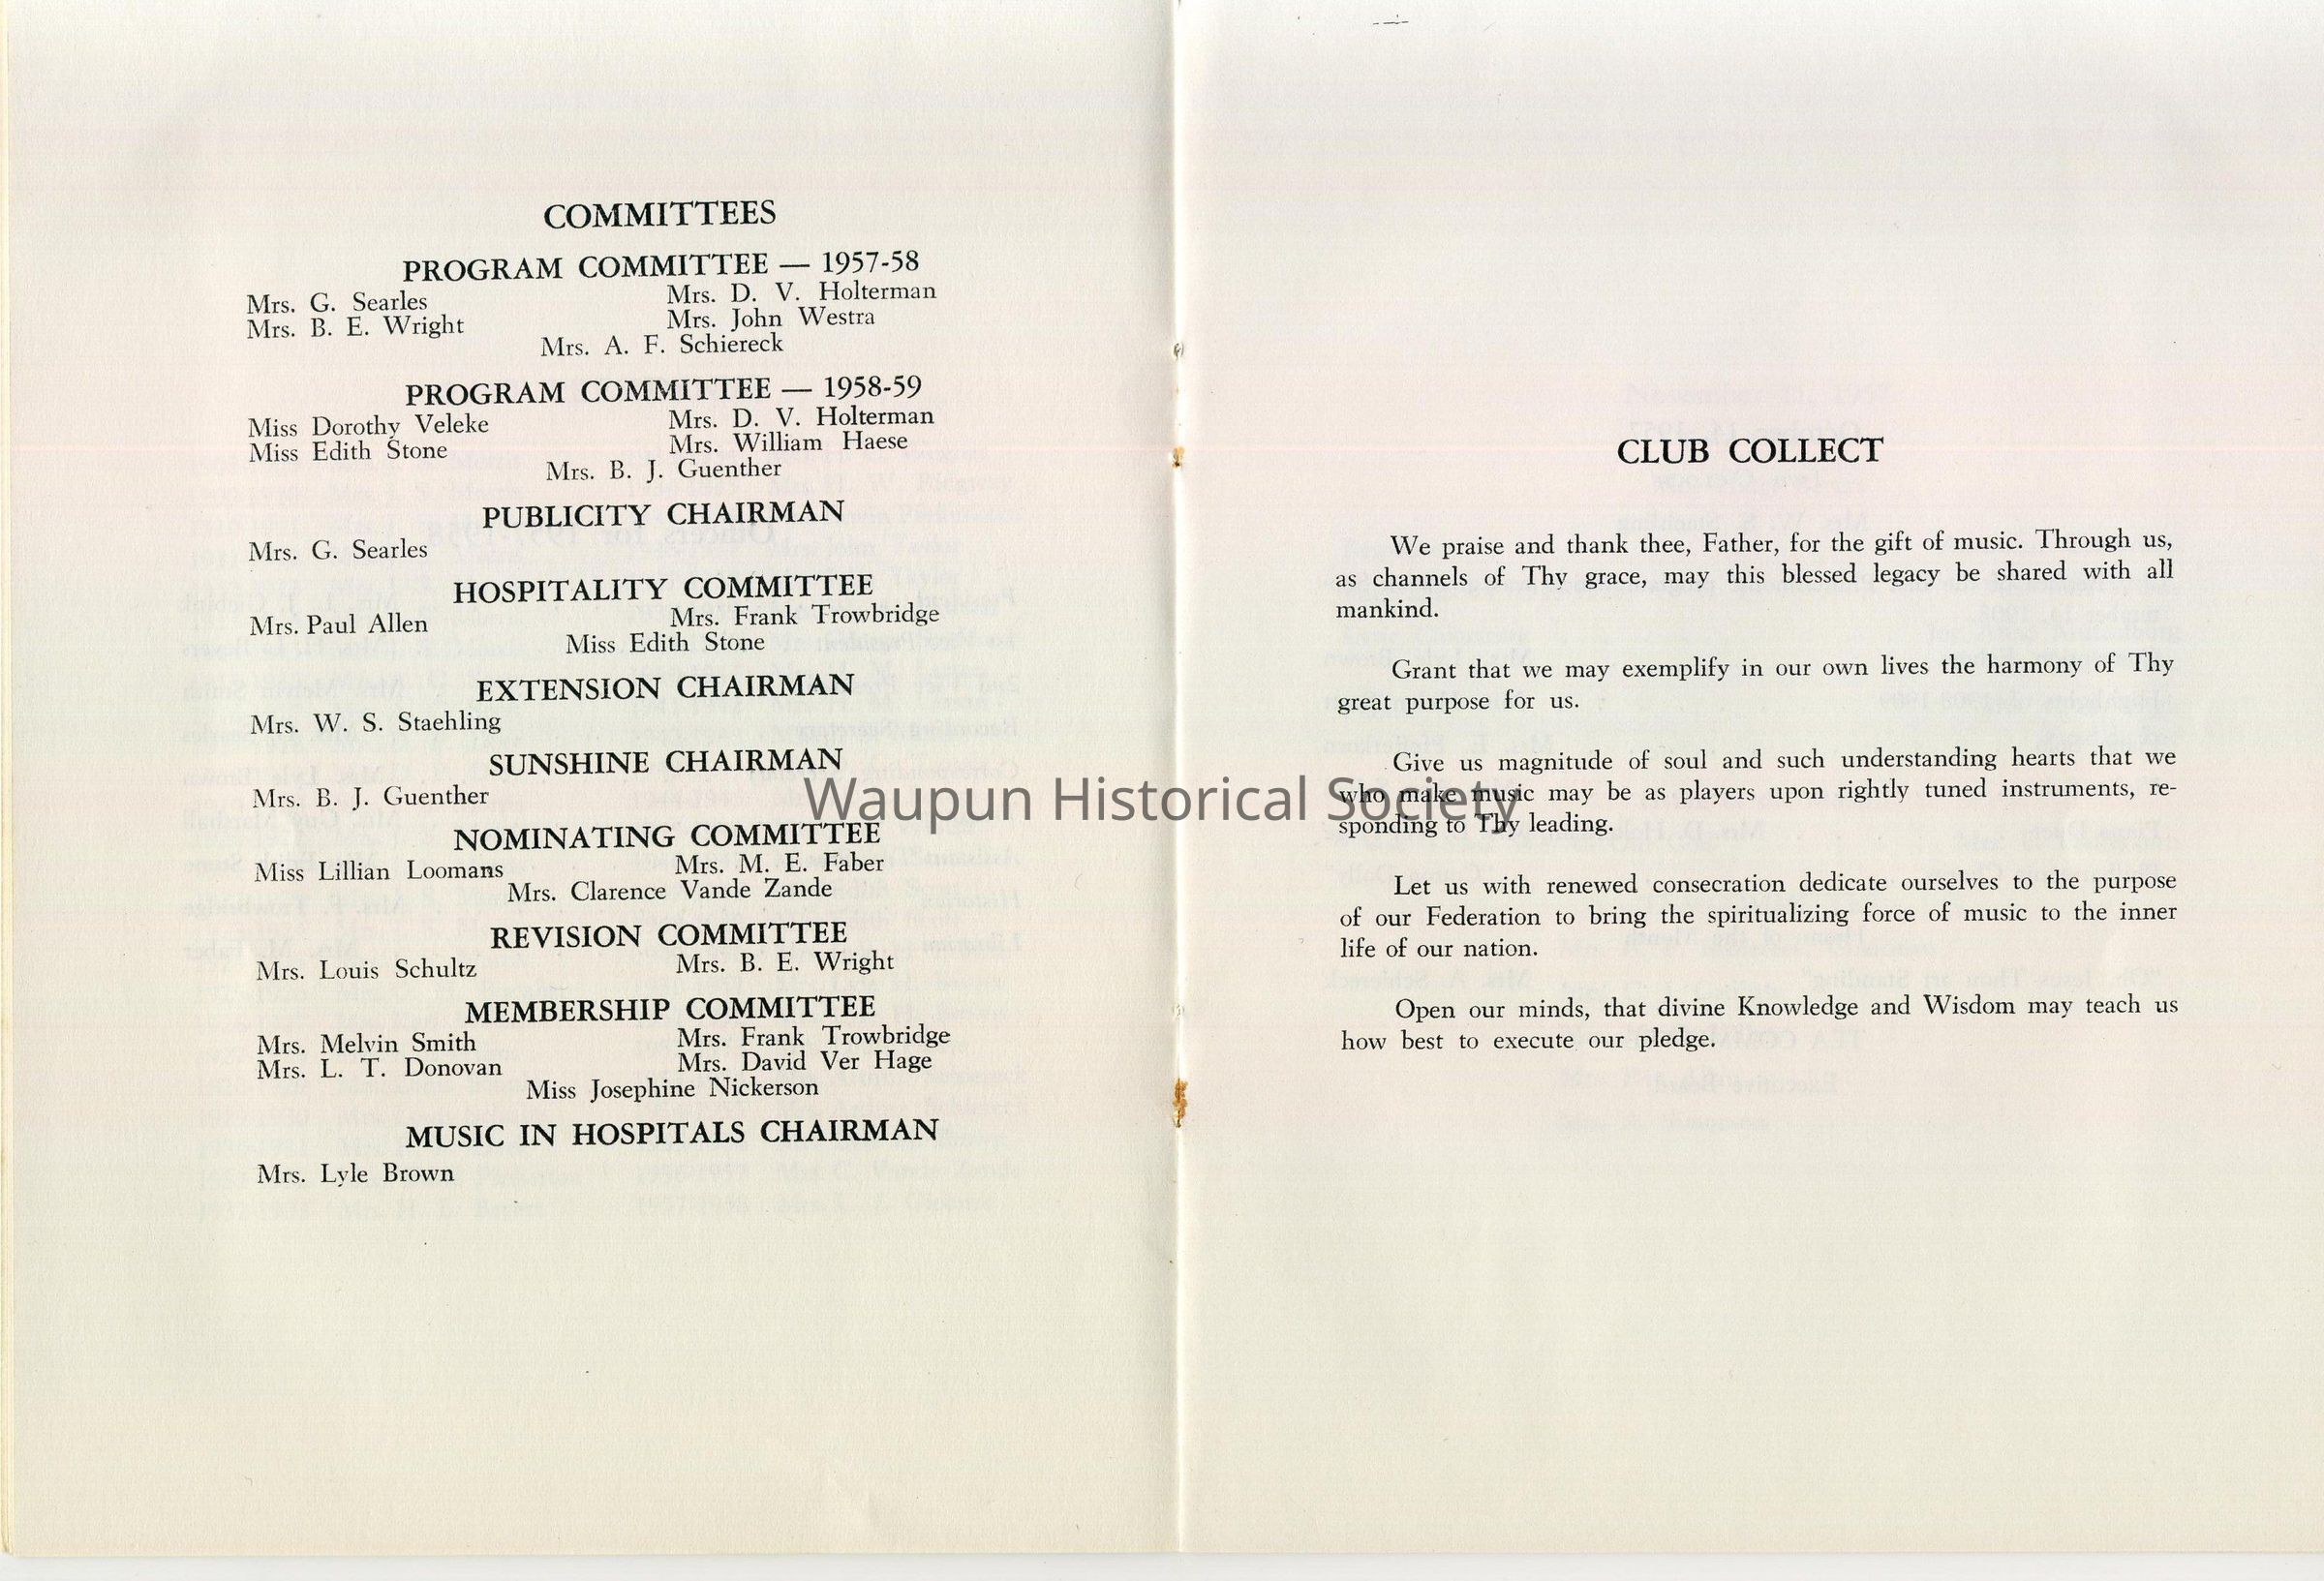 COMMITTEES
PROGRAM COMMITTEE — 1957-58
Mrs. G. Searles Mrs. D. V. Holterman
Mrs. B. E. Wright Mrs. John Westra
Mrs. A. F. Schiereck
PROGRAM COMMITTEE — 1958-59
Miss Dorothy Veleke Mrs. D. V. Holterman
Miss Edith Stone Mrs. William Haese
Mrs. B. J. Guenther
PUBLICITY CHAIRMAN
Mrs. G. Searles
HOSPITALITY COMMITTEE
Mrs. Paul Allen Mrs. Frank Trowbridge
Miss Edith Stone
EXTENSION CHAIRMAN
Mrs. W. S. Staehling
SUNSHINE CHAIRMAN
Mrs. B. J. Guenther
NOMINATING COMMITTEE
Miss Lillian Loomans Mrs. M. E. Faber
Mrs. Clarence Vande Zande
REVISION COMMITTEE
Mrs. Louis Schultz Mrs. B. E. Wright
MEMBERSHIP COMMITTEE
Mrs. Melvin Smith Mrs. Frank Trowbridge
Mrs. L. T. Donovan Mrs. David Ver Hage
Miss Josephine Nickerson
MUSIC IN HOSPITALS CHAIRMAN
Mrs. Lyle Brown
CLUB COLLECT
We praise and thank thee, Father, for the gift of music. Through us,
as channels of Thy grace, may this blessed legacy be shared with all
mankind.
Grant that we may exemplify in our own lives the harmony of Thy
great purpose for us.
Give us magnitude of soul and such understanding hearts that we
who make music may be as players upon rightly tuned instruments, re-
sponding to Thy leading.
Let us with renewed consecration dedicate ourselves to the purpose
of our Federation to bring the spiritualizing force of music to the inner
life of our nation.
Open our minds, that divine Knowledge and Wisdom may teach us
how best to execute our pledge.
Waupun Historical Society